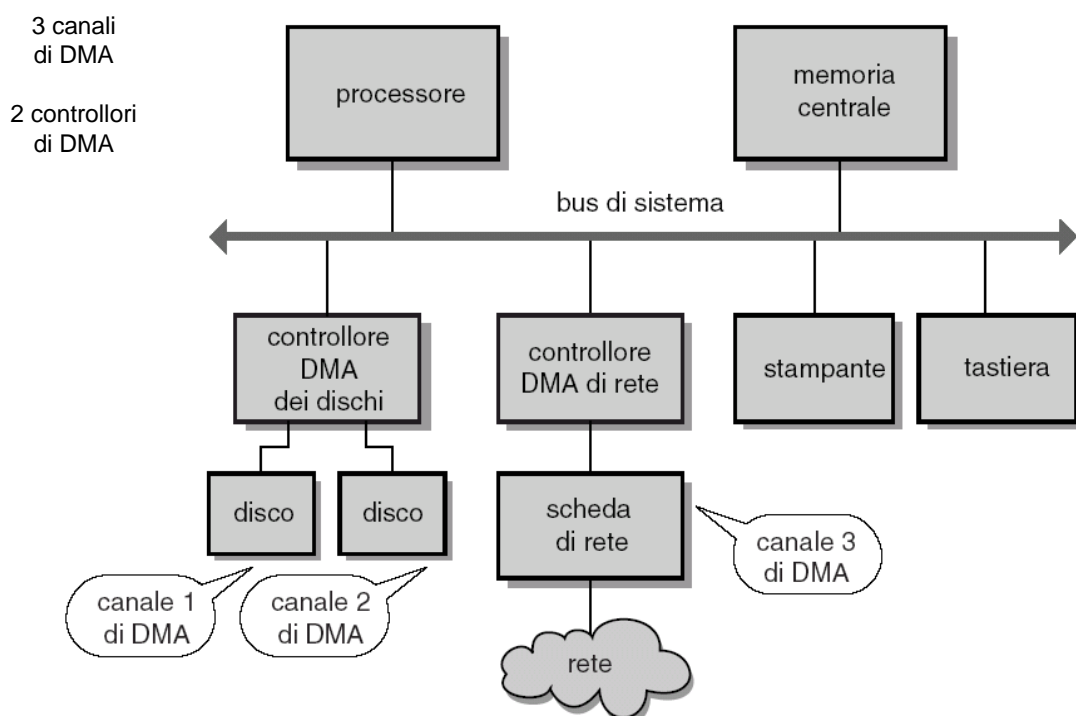 3 canali
di DMA
2 controllori
di DMA
processore
memoria
centrale
bus di sistema
controllore
DMA
dei dischi
controllore
DMA di rete
stampante
tastiera
disco
disco
scheda
di rete
canale 3
di DMA
canale 1
di DMA
canale 2
di DMA
rete